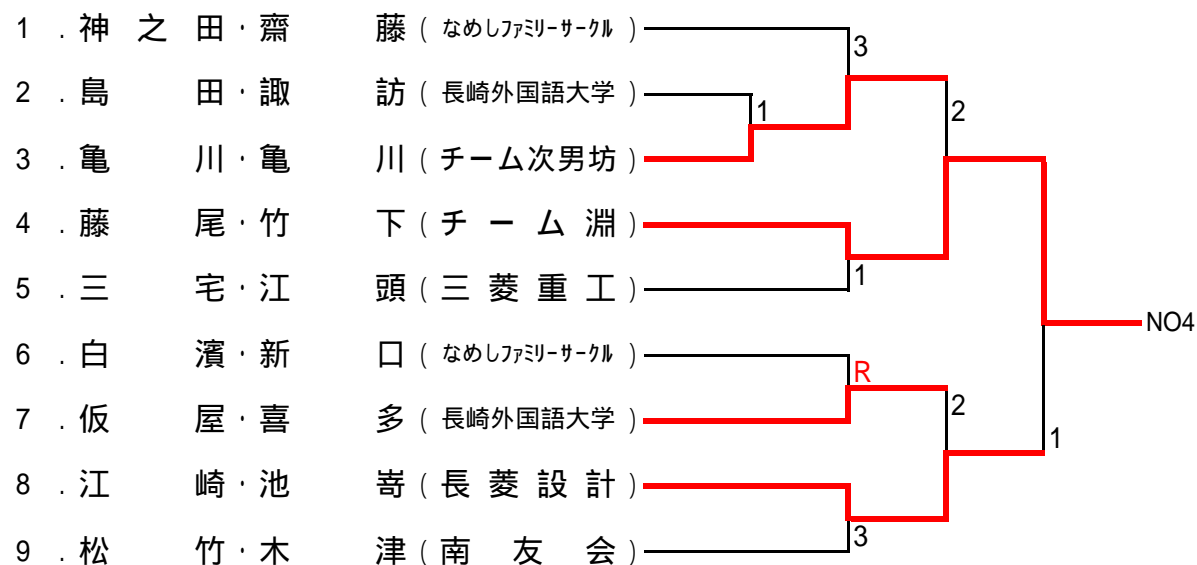 1 . 神之田・齋藤 ( なめしファミリーサークル )
3
2 . 島田・諏訪 ( 長崎外国語大学 )
1
2
3 . 亀川・亀川 ( チーム次男坊 )
4 . 藤尾・竹下 ( チーム淵 )
1
5 . 三宅・江頭 ( 三菱重工 )
NO4
6 . 白濱・新口 ( なめしファミリーサークル )
R
7 . 仮屋・喜多 ( 長崎外国語大学 )
2
1
8 . 江崎・池嵜 ( 長菱設計 )
3
9 . 松竹・木津 ( 南友会 )